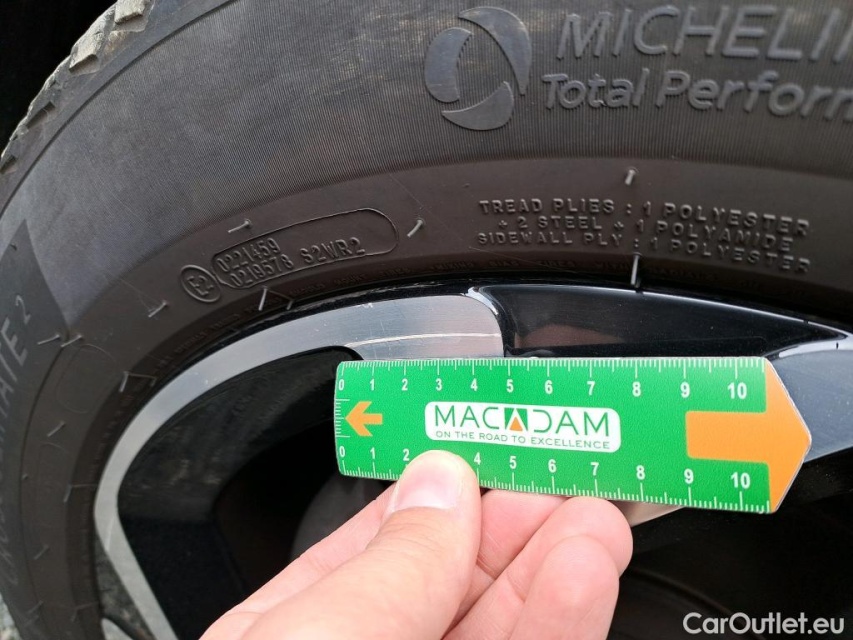 MICHELIN
Total Perform
TREAD PLIES : 1 POLYESTER
+ 2 STEEL + 1 POLYAMIDE
SIDEWALL PLY : 1 POLYESTER
E2
0221459
0219578 S2WR2
0 1 2 3 4 5 6 7 8 9 10
MACADAM
ON THE ROAD TO EXCELLENCE
0 1 2 4 5 6 7 8 9 10
CarOutlet.eu